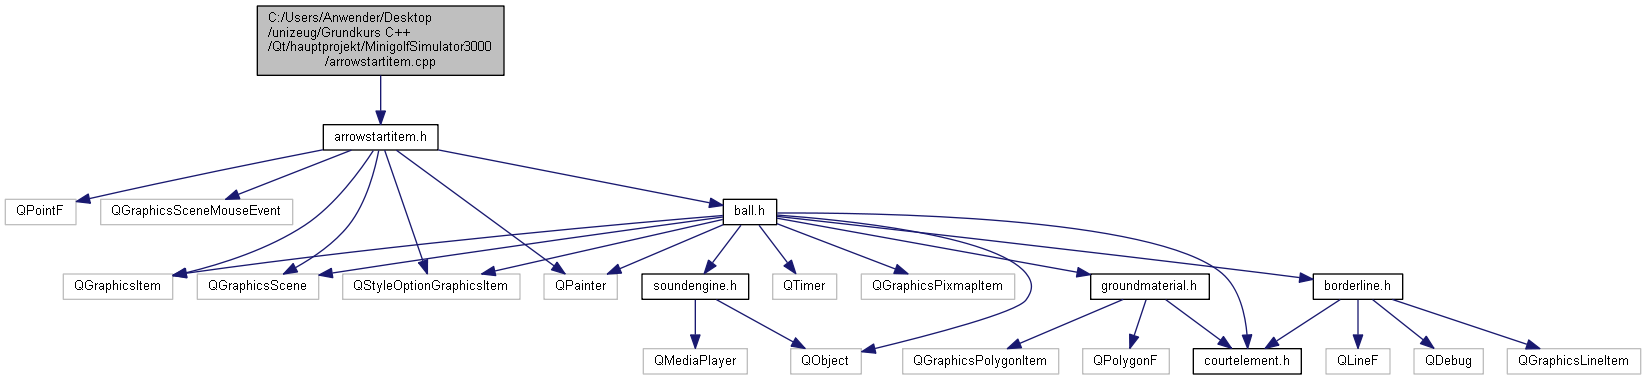 C:/Users/Anwender/Desktop
/unizeug/Grundkurs C++
/Qt/hauptprojekt/MinigolfSimulator3000
/arrowstartitem.cpp
arrowstartitem.h
QPointF
QGraphicsSceneMouseEvent
ball.h
QGraphicsItem
QGraphicsScene
QStyleOptionGraphicsItem
QPainter
soundengine.h
QTimer
QGraphicsPixmapItem
groundmaterial.h
borderline.h
QMediaPlayer
QObject
QGraphicsPolygonItem
QPolygonF
courtelement.h
QLineF
QDebug
QGraphicsLineItem